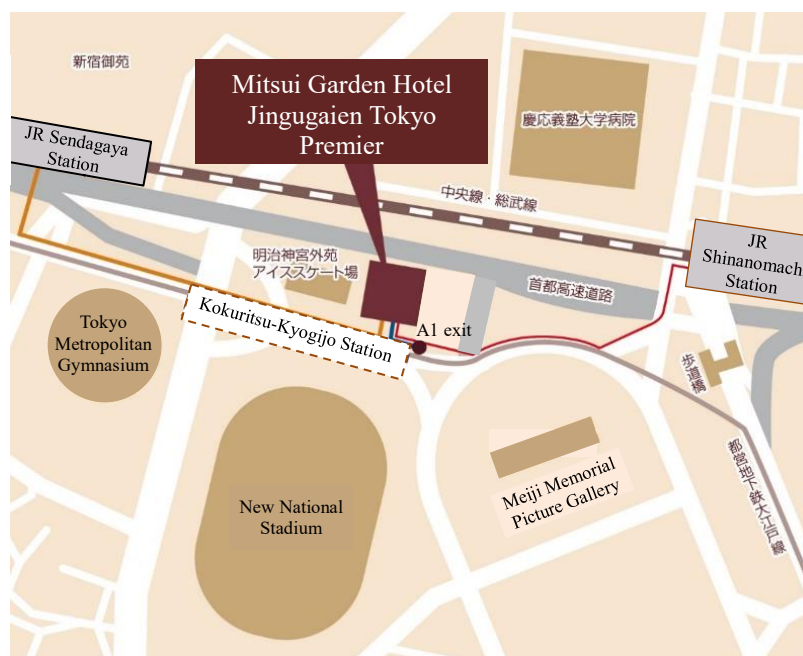 新宿御苑
Mitsui Garden Hotel
Jingugaien Tokyo
Premier
慶応義塾大学病院
JR Sendagaya
Station
中央線・総武線
JR
Shinanomach
Station
明治神宮外苑
アイススケート場
首都高速道路
Kokuritsu-Kyogijo Station
A1 exit
Tokyo
Metropolitan
Gymnasium
歩道橋
都営地下鉄大江戸線
Meiji Memorial
Picture Gallery
New National
Stadium